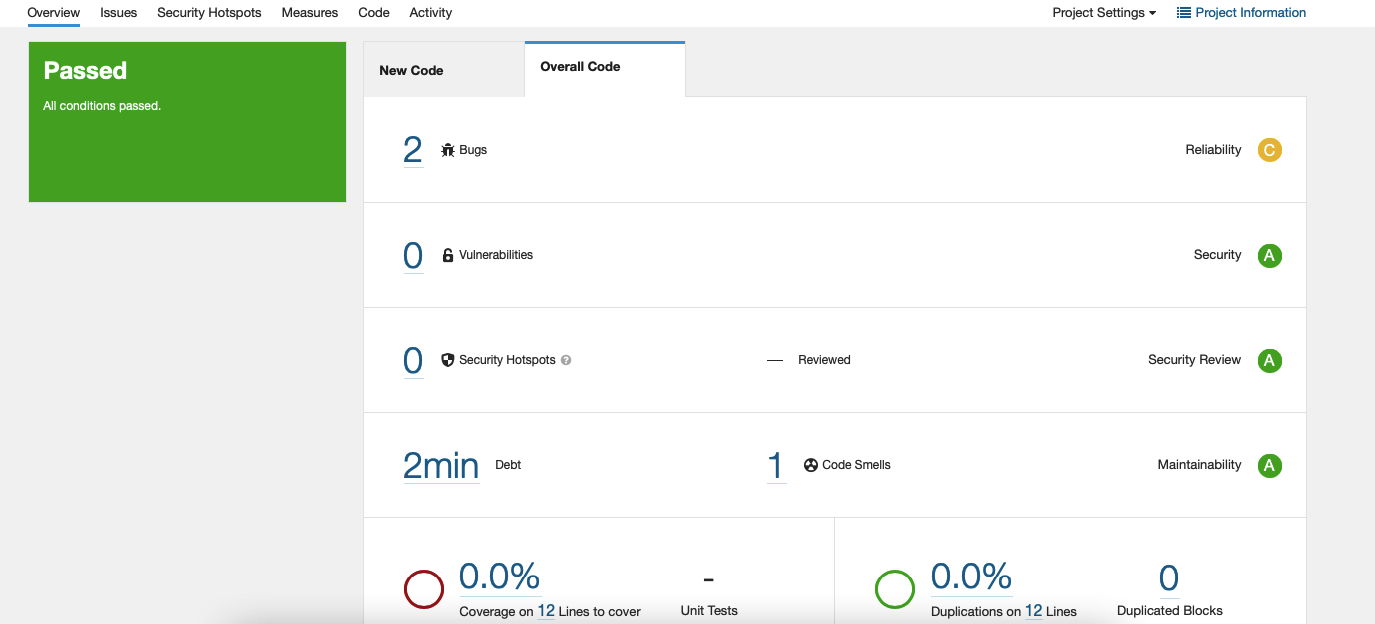 Overview Issues Security Hotspots Measures Code Activity Project Settings Project Information
Passed
All conditions passed.
New Code
Overall Code
2 Bugs Reliability C
0 Vulnerabilities Security A
0 Security Hotspots ? — Reviewed Security Review A
2min Debt 1 Code Smells Maintainability A
0.0% - 0.0% 0
Coverage on 12 Lines to cover Unit Tests Duplications on 12 Lines Duplicated Blocks